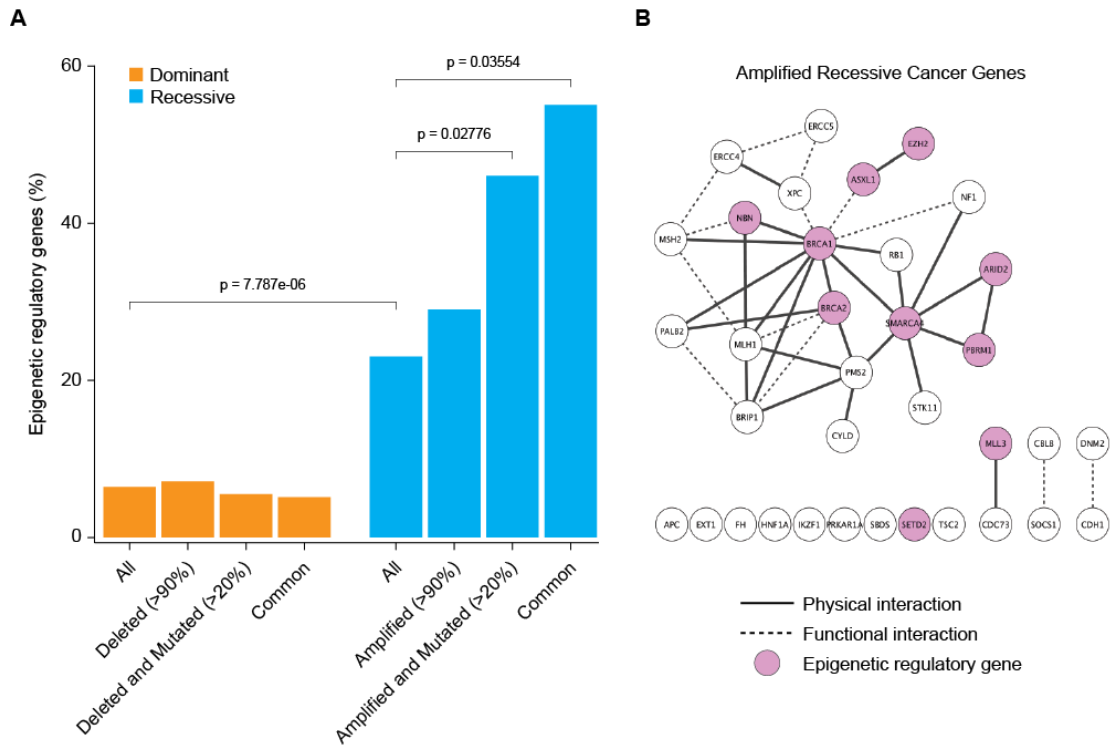 A
B
60
40
20
0
Epigenetic regulatory genes (%)
Dominant
Recessive
p = 0.03554
p = 0.02776
p = 7.787e-06
All
Deleted (>90%)
Deleted and Mutated (>20%)
Common
All
Amplified (>90%)
Amplified and Mutated (>20%)
Common
Amplified Recessive Cancer Genes
ERCC5
EZH2
ERCC4
ASXL1
XPC
NF1
NBN
MSH2
BRCA1
RB1
ARID2
BRCA2
SMARCA4
PALB2
MLH1
PBRM1
PMS2
STK11
BRIP1
CYLD
MLL3
CBLB
DNM2
APC
EXT1
FH
HNF1A
IKZF1
PRKAR1A
SBDS
SETD2
TSC2
CDC73
SOCS1
CDH1
Physical interaction
Functional interaction
Epigenetic regulatory gene